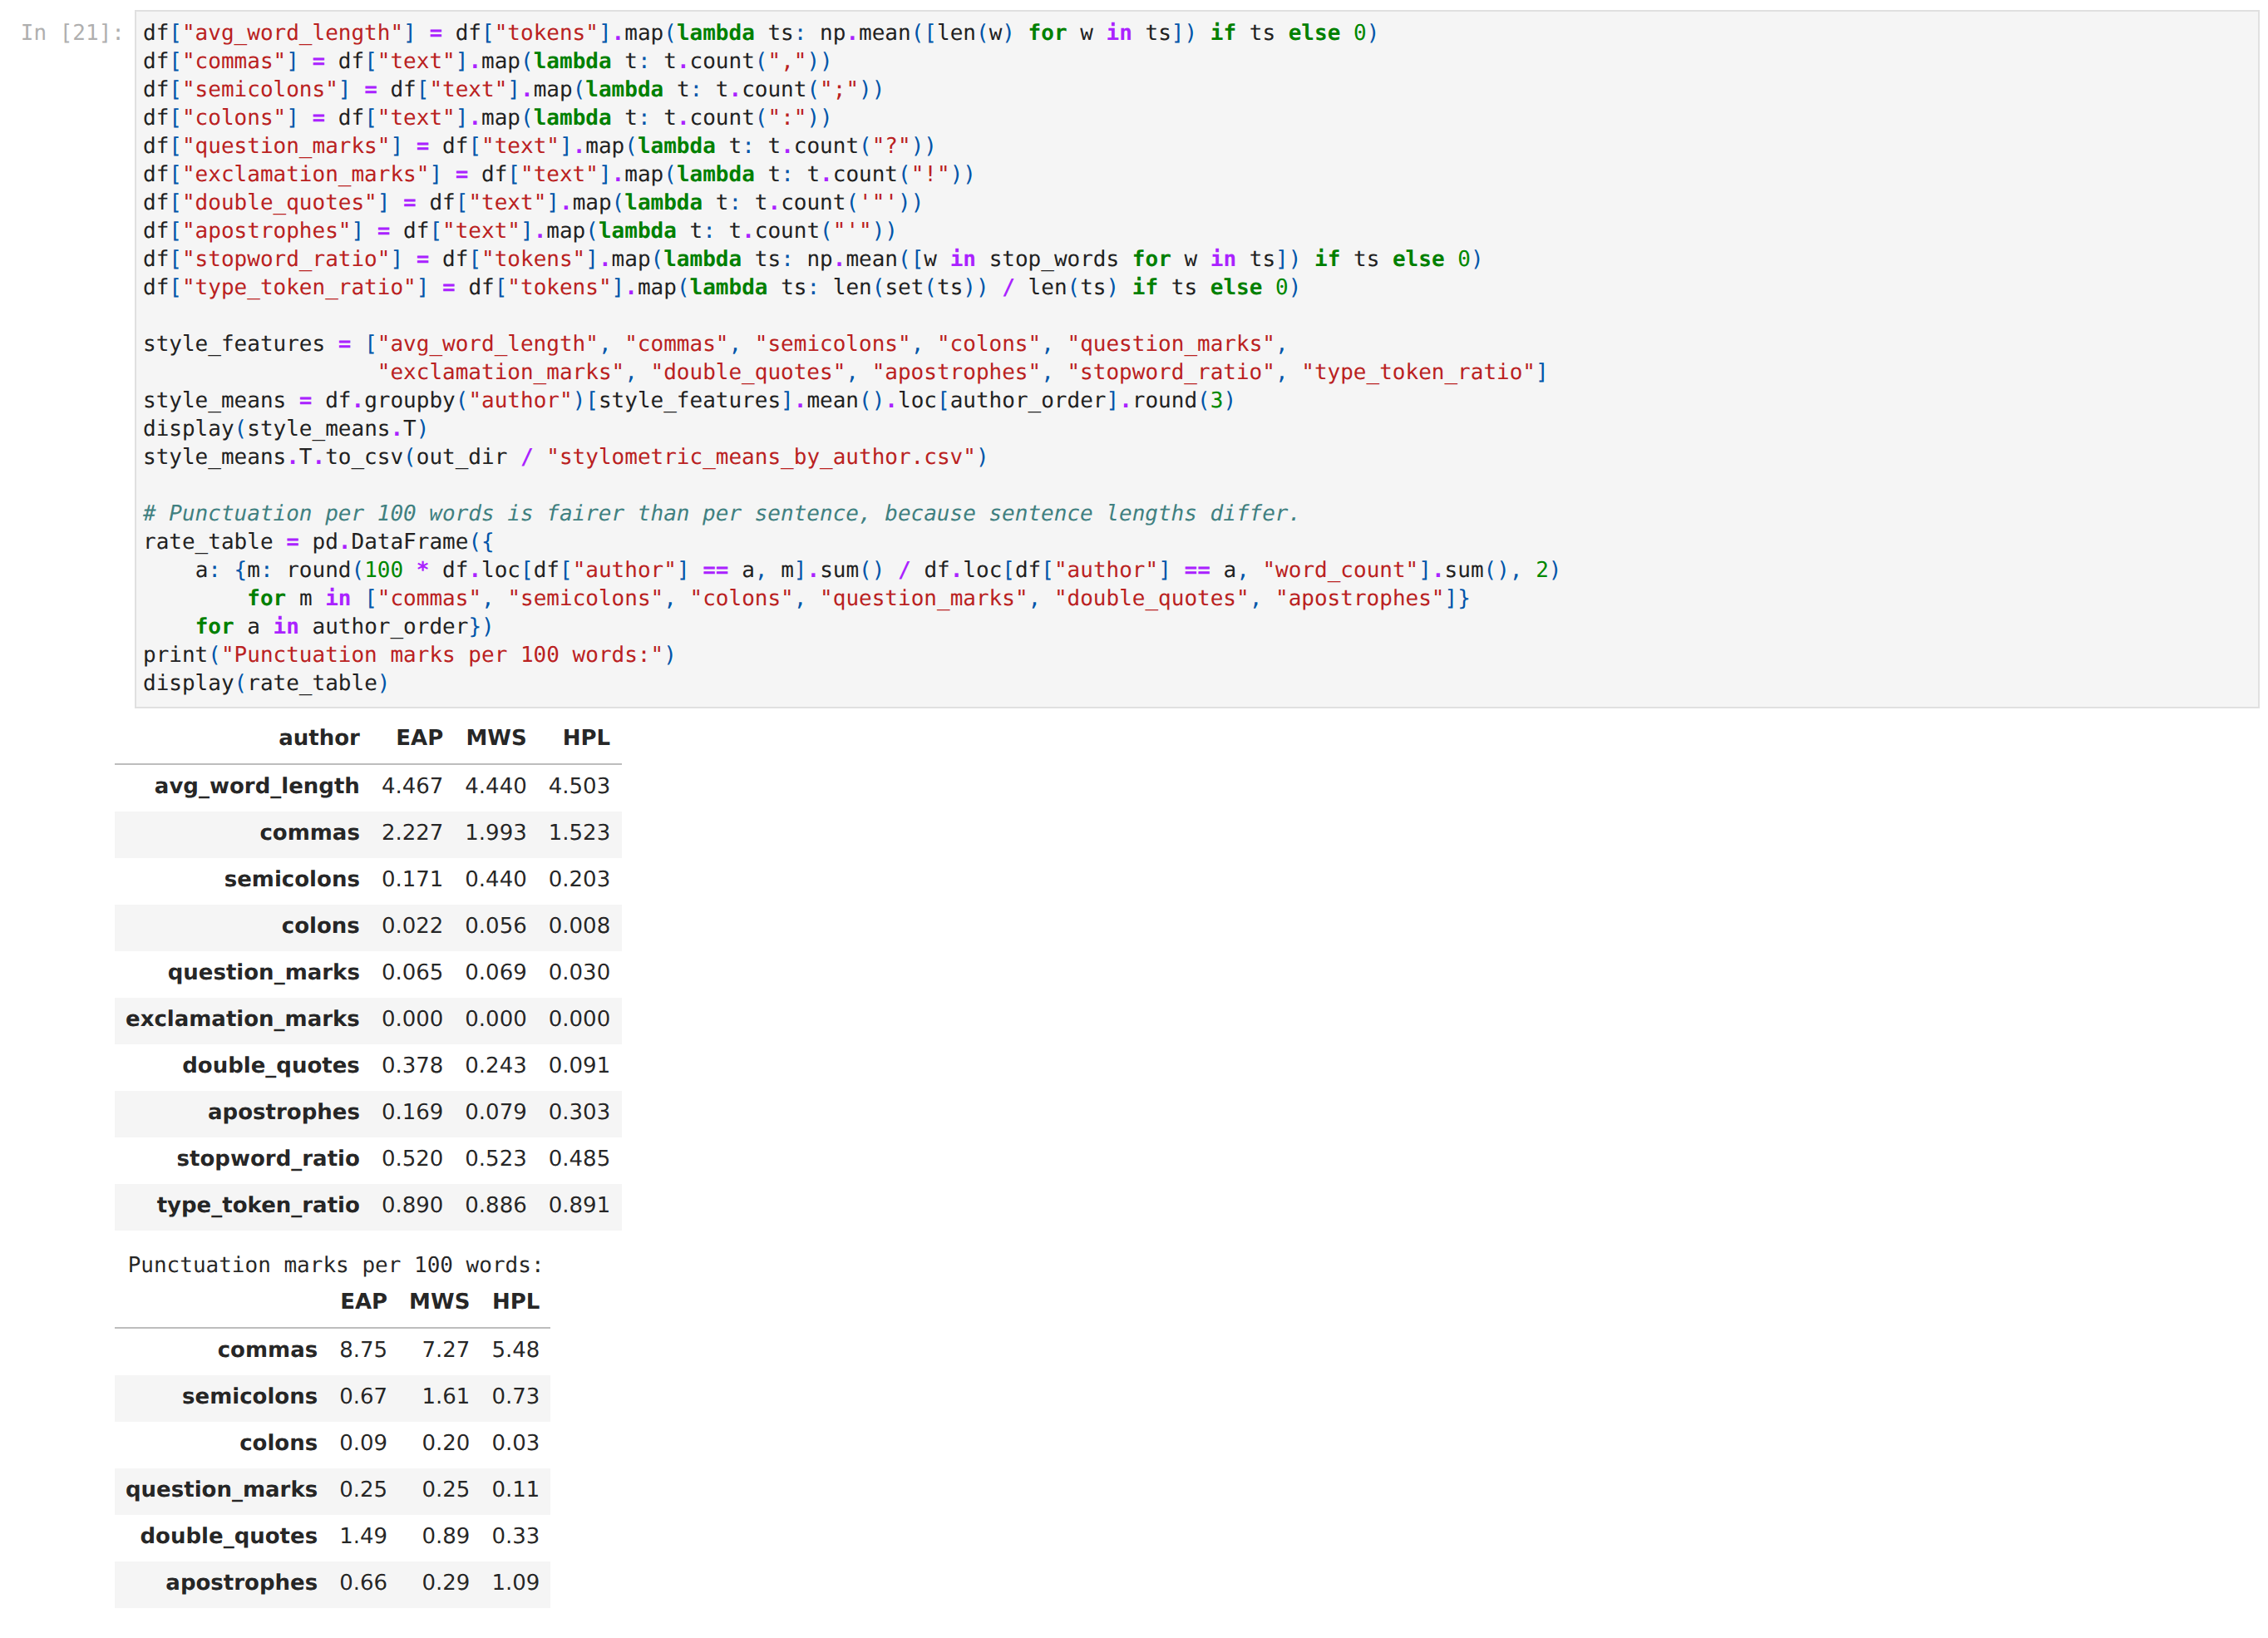 In [21]: df["avg_word_length"] = df["tokens"].map(lambda ts: np.mean([len(w) for w in ts]) if ts else 0)
df["commas"] = df["text"].map(lambda t: t.count(","))
df["semicolons"] = df["text"].map(lambda t: t.count(";"))
df["colons"] = df["text"].map(lambda t: t.count(":"))
df["question_marks"] = df["text"].map(lambda t: t.count("?"))
df["exclamation_marks"] = df["text"].map(lambda t: t.count("!"))
df["double_quotes"] = df["text"].map(lambda t: t.count('"'))
df["apostrophes"] = df["text"].map(lambda t: t.count("'"))
df["stopword_ratio"] = df["tokens"].map(lambda ts: np.mean([w in stop_words for w in ts]) if ts else 0)
df["type_token_ratio"] = df["tokens"].map(lambda ts: len(set(ts)) / len(ts) if ts else 0)
style_features = ["avg_word_length", "commas", "semicolons", "colons", "question_marks",
"exclamation_marks", "double_quotes", "apostrophes", "stopword_ratio", "type_token_ratio"]
style_means = df.groupby("author")[style_features].mean().loc[author_order].round(3)
display(style_means.T)
style_means.T.to_csv(out_dir / "stylometric_means_by_author.csv")
# Punctuation per 100 words is fairer than per sentence, because sentence lengths differ.
rate_table = pd.DataFrame({
a: {m: round(100 * df.loc[df["author"] == a, m].sum() / df.loc[df["author"] == a, "word_count"].sum(), 2)
for m in ["commas", "semicolons", "colons", "question_marks", "double_quotes", "apostrophes"]}
for a in author_order})
print("Punctuation marks per 100 words:")
display(rate_table)
author EAP MWS HPL
avg_word_length 4.467 4.440 4.503
commas 2.227 1.993 1.523
semicolons 0.171 0.440 0.203
colons 0.022 0.056 0.008
question_marks 0.065 0.069 0.030
exclamation_marks 0.000 0.000 0.000
double_quotes 0.378 0.243 0.091
apostrophes 0.169 0.079 0.303
stopword_ratio 0.520 0.523 0.485
type_token_ratio 0.890 0.886 0.891
Punctuation marks per 100 words:
EAP MWS HPL
commas 8.75 7.27 5.48
semicolons 0.67 1.61 0.73
colons 0.09 0.20 0.03
question_marks 0.25 0.25 0.11
double_quotes 1.49 0.89 0.33
apostrophes 0.66 0.29 1.09